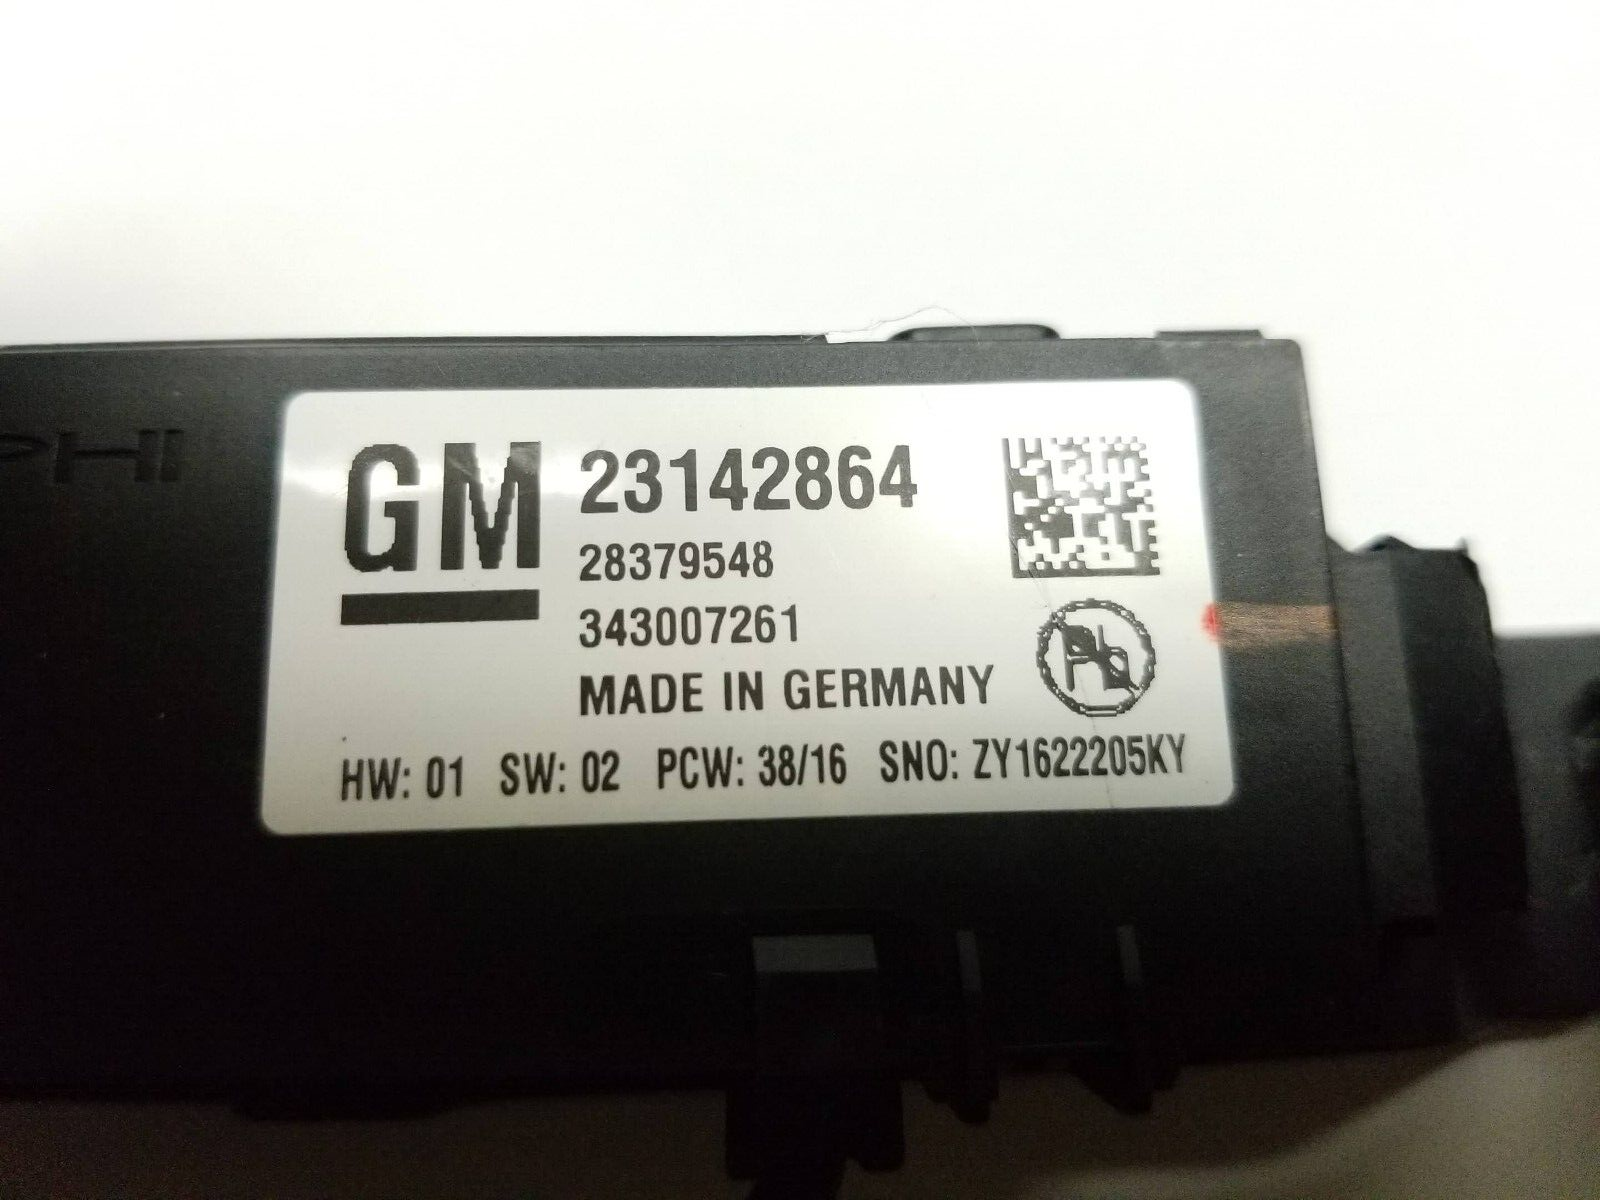 GM
23142864
28379548
343007261
MADE IN GERMANY
HW: 01 SW: 02 PCW: 38/16 SNO: ZY1622205KY